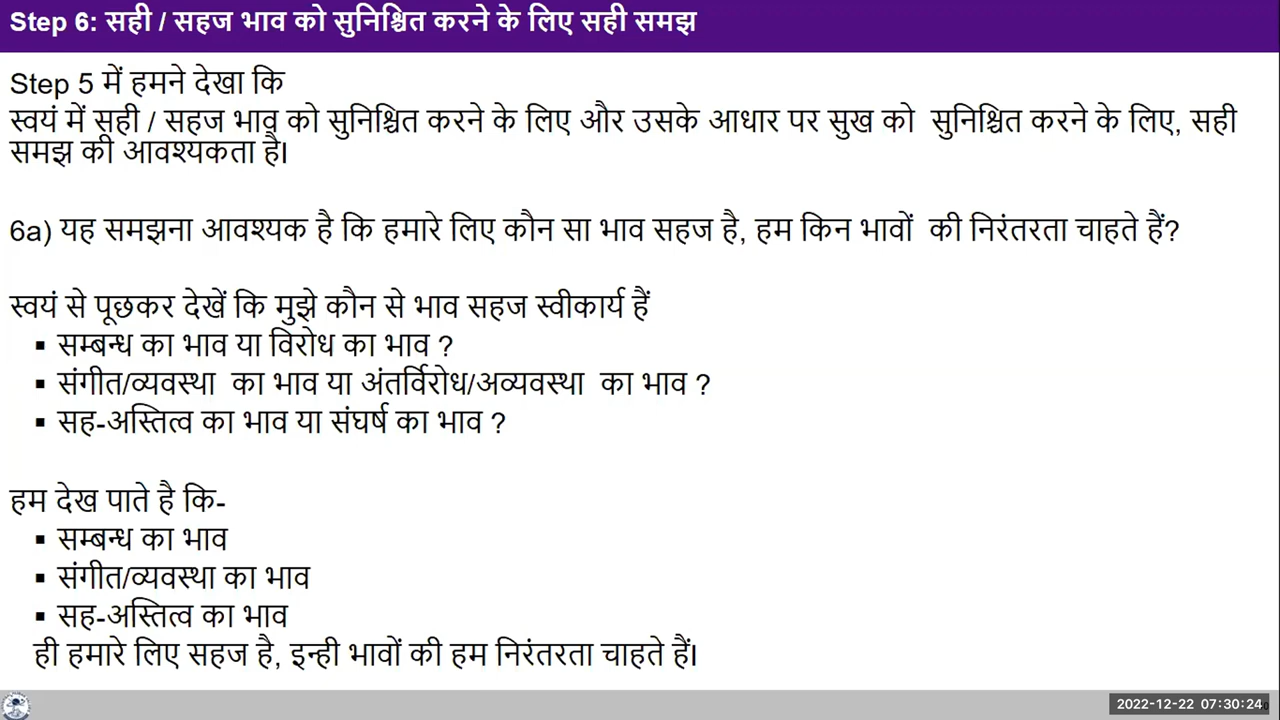 Step 6: सही / सहज भाव को सुनिश्चित करने के लिए सही समझ
Step 5 में हमने देखा कि
स्वयं में सही / सहज भाव को सुनिश्चित करने के लिए और उसके आधार पर सुख को सुनिश्चित करने के लिए, सही
समझ की आवश्यकता है।
6a) यह समझना आवश्यक है कि हमारे लिए कौन सा भाव सहज है, हम किन भावों की निरंतरता चाहते हैं?
स्वयं से पूछकर देखें कि मुझे कौन से भाव सहज स्वीकार्य हैं
▪ सम्बन्ध का भाव या विरोध का भाव ?
▪ संगीत/व्यवस्था का भाव या अंतर्विरोध/अव्यवस्था का भाव ?
▪ सह-अस्तित्व का भाव या संघर्ष का भाव ?
हम देख पाते है कि-
▪ सम्बन्ध का भाव
▪ संगीत/व्यवस्था का भाव
▪ सह-अस्तित्व का भाव
ही हमारे लिए सहज है, इन्ही भावों की हम निरंतरता चाहते हैं।
2022-12-22 07:30:24